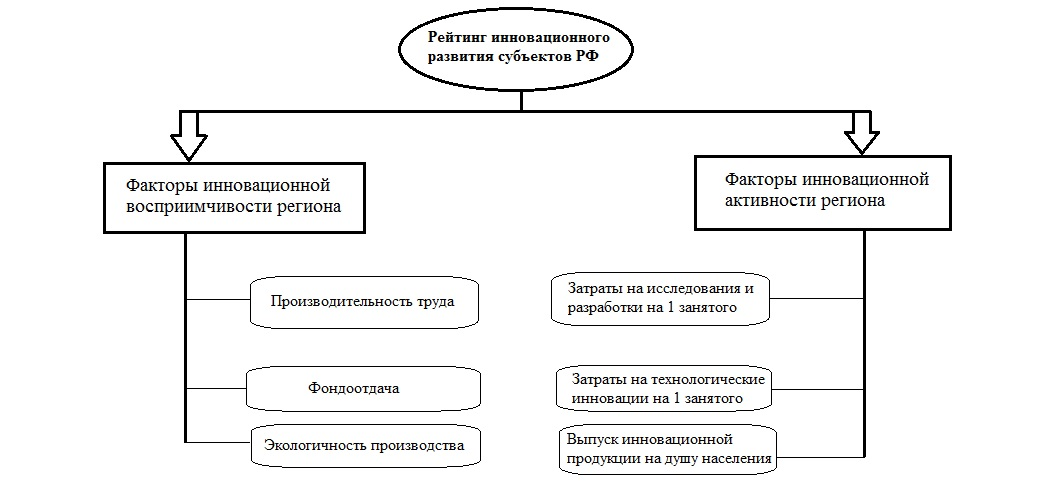 Рейтинг инновационного
развития субъектов РФ
Факторы инновационной
восприимчивости региона
Производительность труда
Фондоотдача
Экологичность производства
Факторы инновационной
активности региона
Затраты на исследования и
разработки на 1 занятого
Затраты на технологические
инновации на 1 занятого
Выпуск инновационной
продукции на душу населения